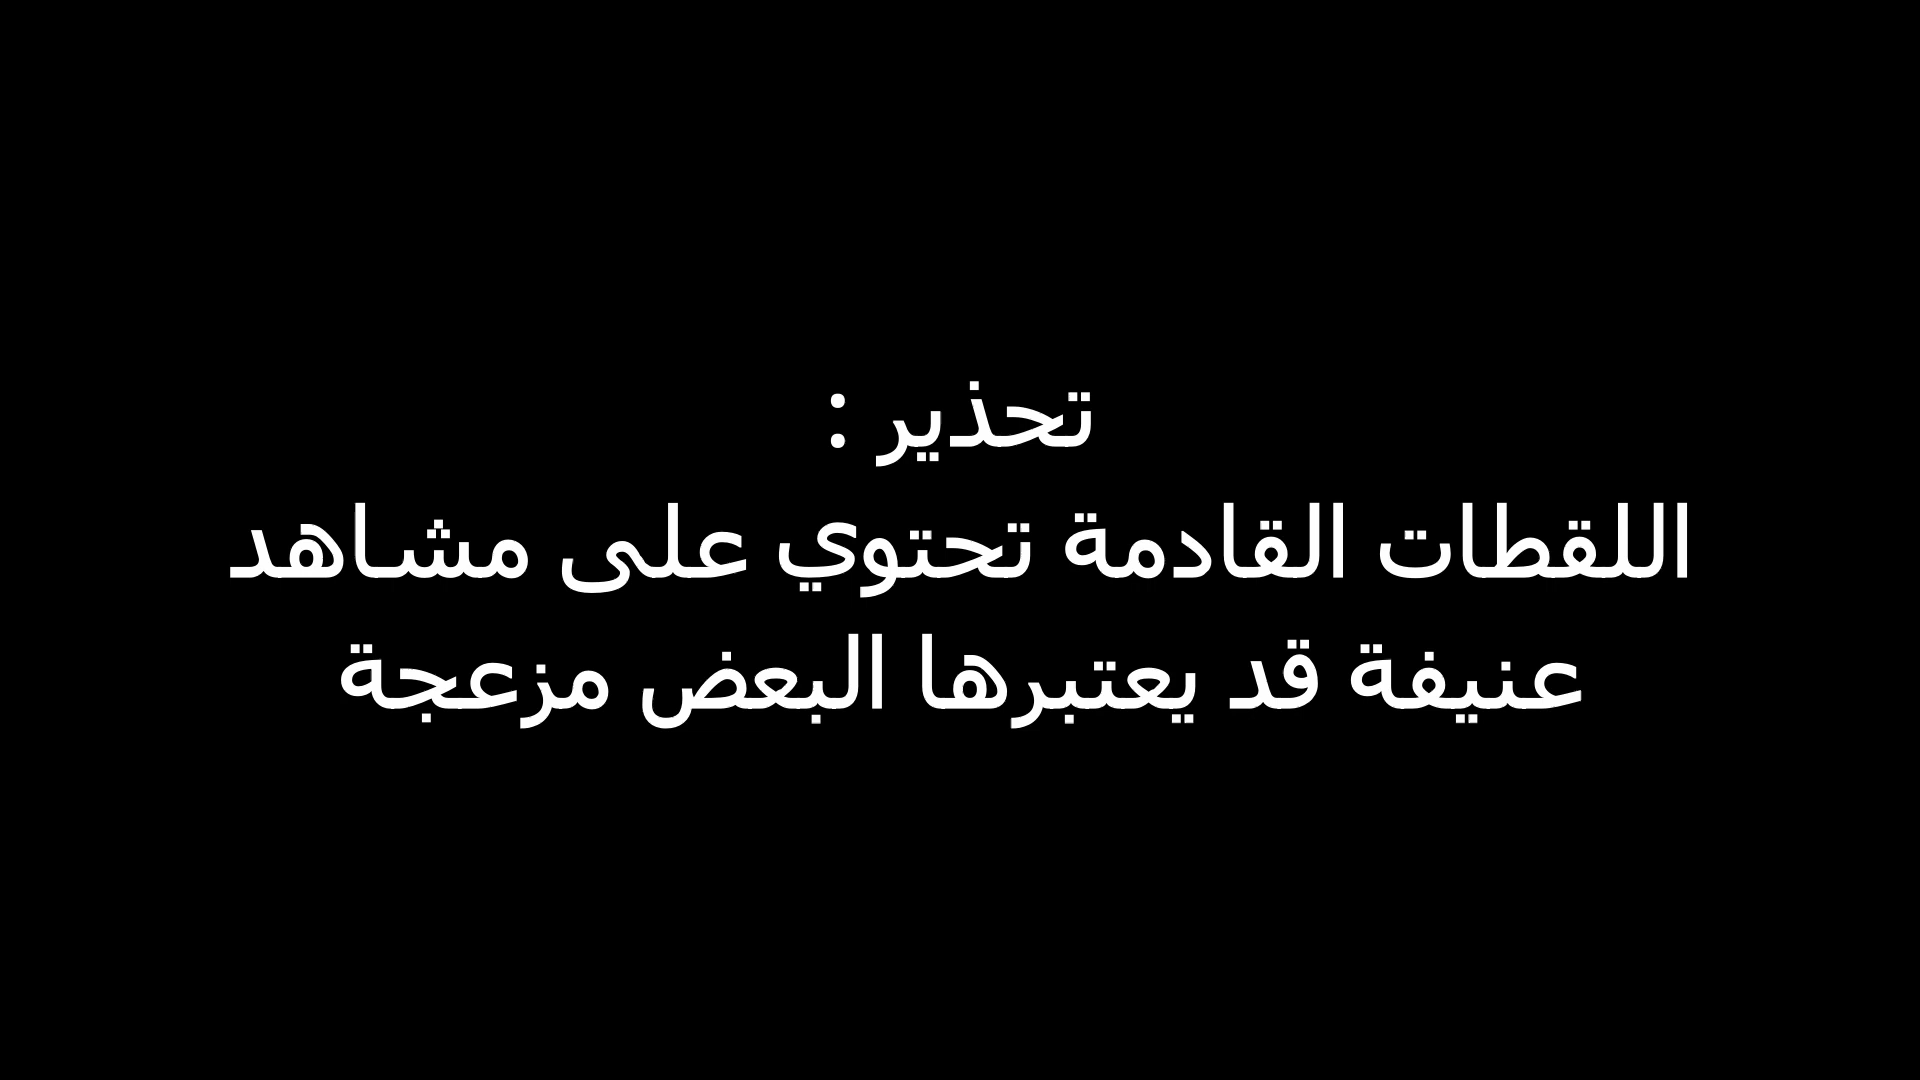 تحذير :
اللقطات القادمة تحتوي على مشاهد
عنيفة قد يعتبرها البعض مزعجة